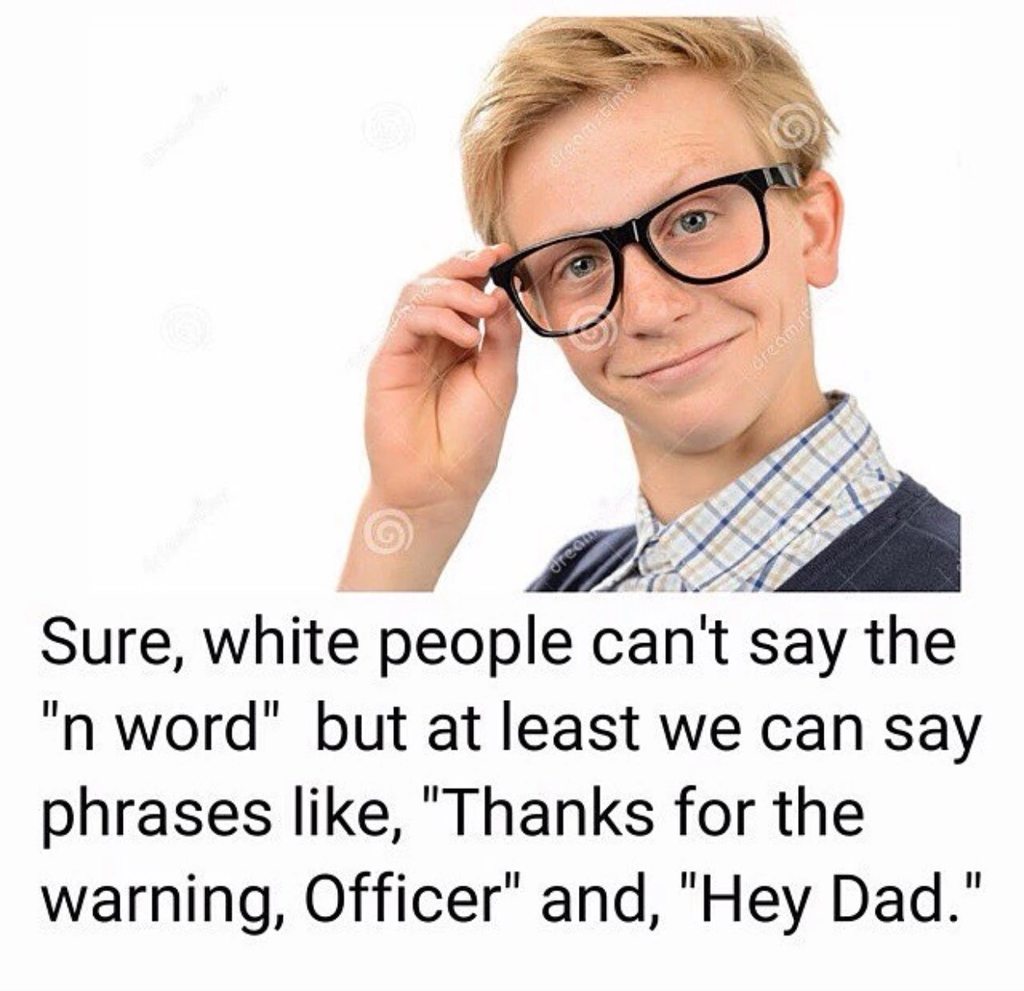 dreamstime
Sure, white people can't say the
"n word" but at least we can say
phrases like, "Thanks for the
warning, Officer" and, "Hey Dad."